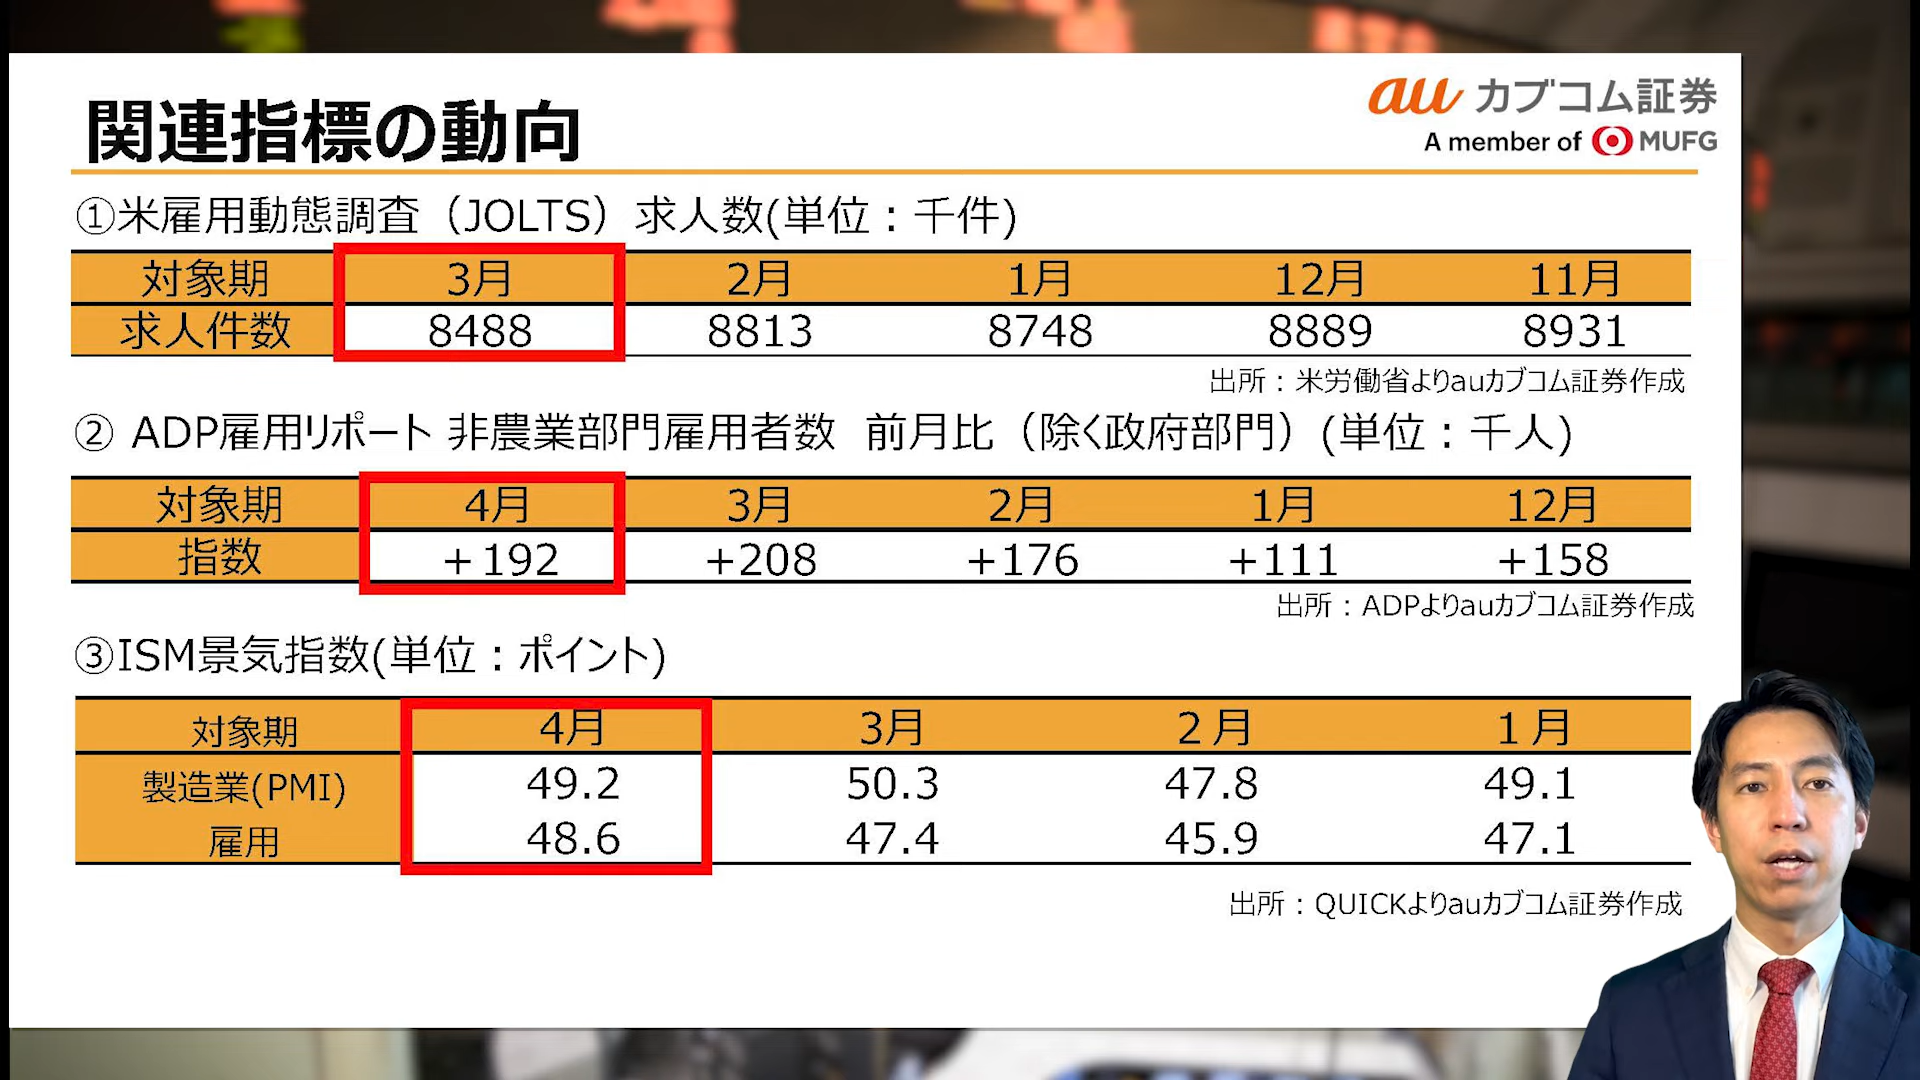 関連指標の動向
au カブコム証券
A member of MUFG
①米雇用動態調査（JOLTS）求人数(単位：千件)
対象期 3月 2月 1月 12月 11月
求人件数 8488 8813 8748 8889 8931
出所：米労働省よりauカブコム証券作成
② ADP雇用リポート 非農業部門雇用者数 前月比（除く政府部門）(単位：千人)
対象期 4月 3月 2月 1月 12月
指数 +192 +208 +176 +111 +158
出所：ADPよりauカブコム証券作成
③ISM景気指数(単位：ポイント)
対象期 4月 3月 2月 1月
製造業(PMI) 49.2 50.3 47.8 49.1
雇用 48.6 47.4 45.9 47.1
出所：QUICKよりauカブコム証券作成